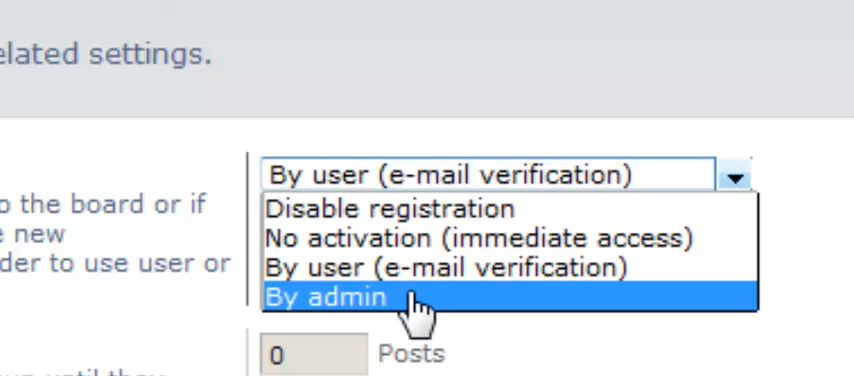 elated settings.
By user (e-mail verification)
o the board or if
Disable registration
e new
No activation (immediate access)
der to use user or
By user (e-mail verification)
By admin
0 Posts